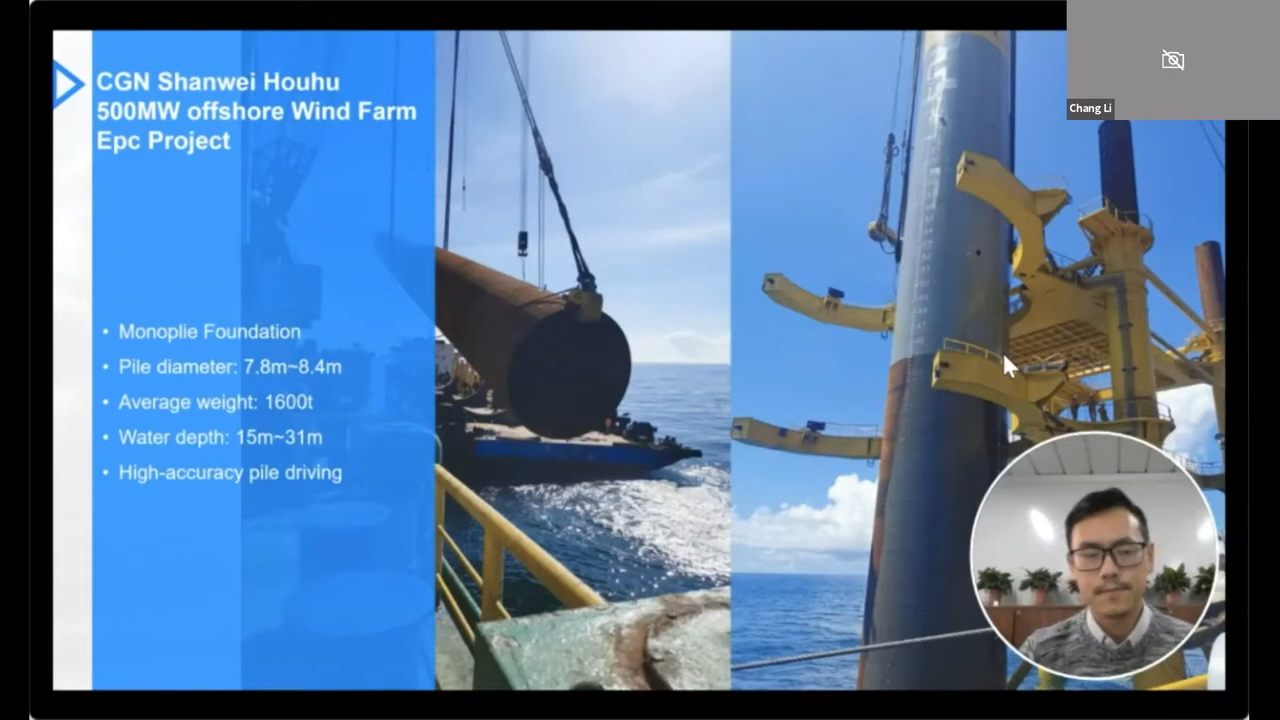 CGN Shanwei Houhu
500MW offshore Wind Farm
Epc Project
• Monoplie Foundation
• Pile diameter: 7.8m~8.4m
• Average weight: 1600t
• Water depth: 15m~31m
• High-accuracy pile driving
Chang Li